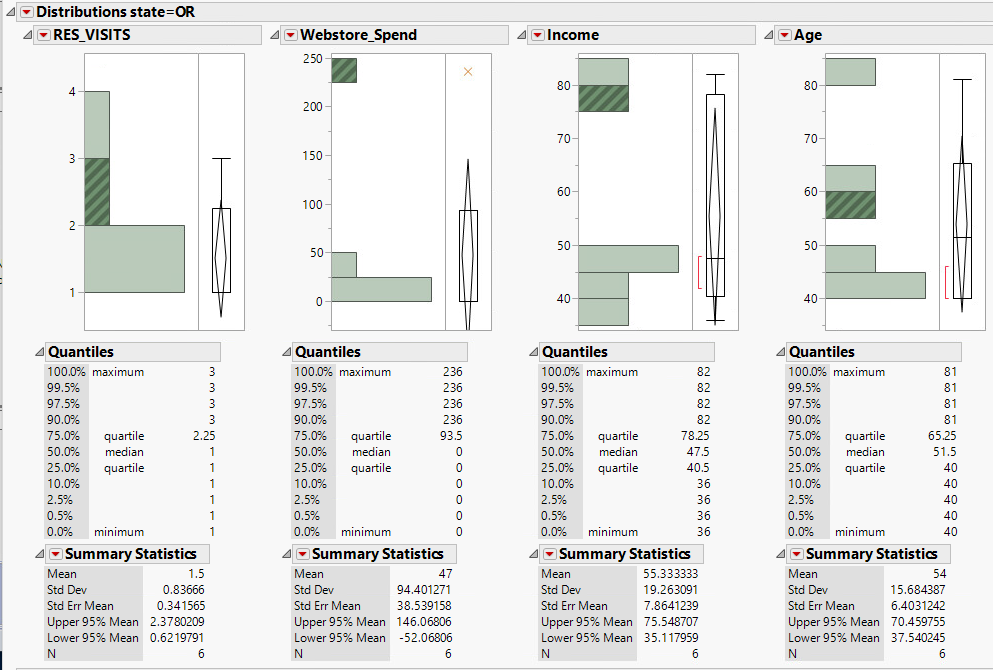 Distributions state=OR
RES_VISITS
4
3
2
1
Quantiles
100.0% maximum 3
99.5% 3
97.5% 3
90.0% 3
75.0% quartile 2.25
50.0% median 1
25.0% quartile 1
10.0% 1
2.5% 1
0.5% 1
0.0% minimum 1
Summary Statistics
Mean 1.5
Std Dev 0.83666
Std Err Mean 0.341565
Upper 95% Mean 2.3780209
Lower 95% Mean 0.6219791
N 6
Webstore_Spend
250
200
150
100
50
0
Quantiles
100.0% maximum 236
99.5% 236
97.5% 236
90.0% 236
75.0% quartile 93.5
50.0% median 0
25.0% quartile 0
10.0% 0
2.5% 0
0.5% 0
0.0% minimum 0
Summary Statistics
Mean 47
Std Dev 94.401271
Std Err Mean 38.539158
Upper 95% Mean 146.06806
Lower 95% Mean -52.06806
N 6
Income
80
70
60
50
40
Quantiles
100.0% maximum 82
99.5% 82
97.5% 82
90.0% 82
75.0% quartile 78.25
50.0% median 47.5
25.0% quartile 40.5
10.0% 36
2.5% 36
0.5% 36
0.0% minimum 36
Summary Statistics
Mean 55.333333
Std Dev 19.263091
Std Err Mean 7.8641239
Upper 95% Mean 75.548707
Lower 95% Mean 35.117959
N 6
Age
80
70
60
50
40
Quantiles
100.0% maximum 81
99.5% 81
97.5% 81
90.0% 81
75.0% quartile 65.25
50.0% median 51.5
25.0% quartile 40
10.0% 40
2.5% 40
0.5% 40
0.0% minimum 40
Summary Statistics
Mean 54
Std Dev 15.684387
Std Err Mean 6.4031242
Upper 95% Mean 70.459755
Lower 95% Mean 37.540245
N 6